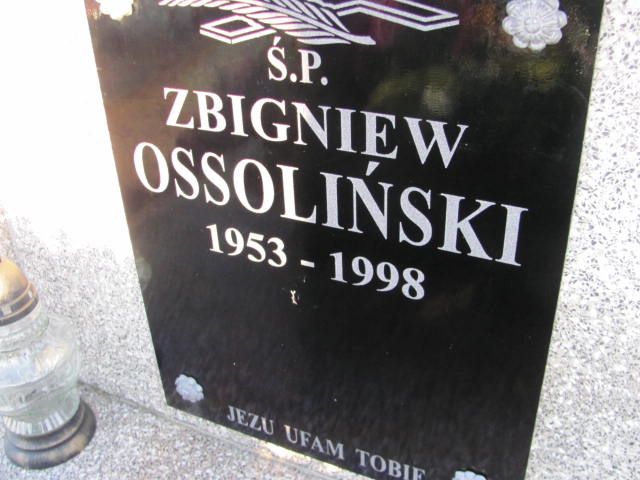 Ś.P.
ZBIGNIEW
OSSOLIŃSKI
1953 - 1998
JEZU UFAM TOBIE